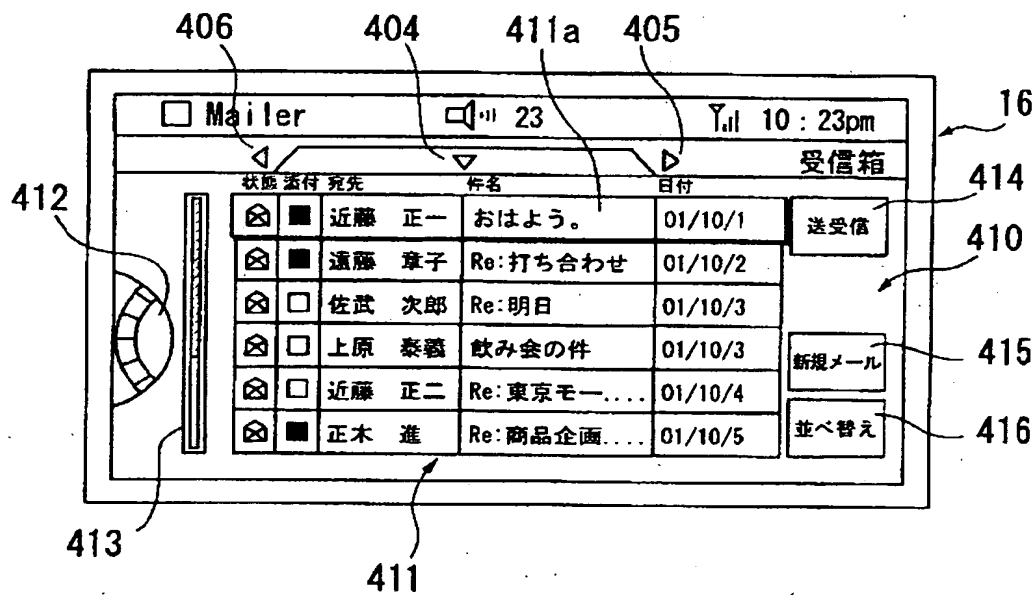 406 404 411a 405
16
□ Mailer 23 10:23pm
◁ ▽ ▷ 受信箱
414
状態 添付 宛先 件名 日付
412
近藤 正一 おはよう。 01/10/1 送受信
410
遠藤 章子 Re:打ち合わせ 01/10/2
佐武 次郎 Re:明日 01/10/3
上原 泰義 飲み会の件 01/10/3 新規メール 415
近藤 正二 Re:東京モー.... 01/10/4
正木 進 Re:商品企画.... 01/10/5 並べ替え 416
413
411